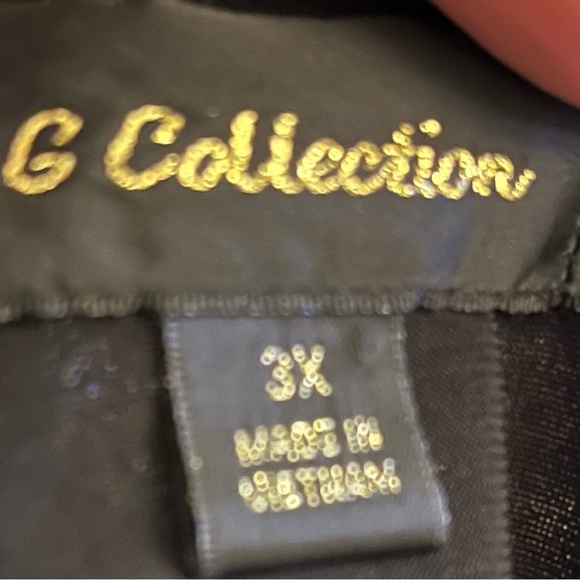 G Collection
3X
MADE IN
VIETNAM